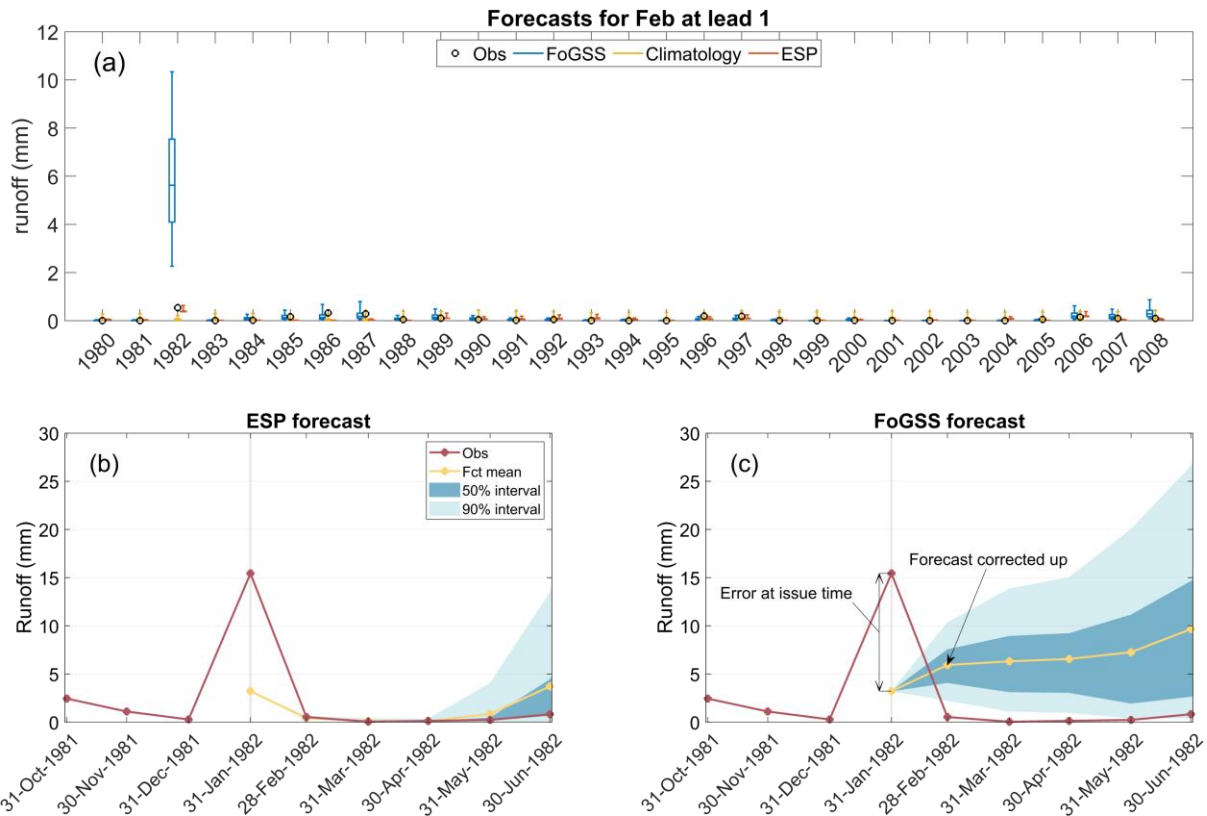 Forecasts for Feb at lead 1
(a)
Obs FoGSS Climatology ESP
runoff (mm)
12
10
8
6
4
2
0
1980 1981 1982 1983 1984 1985 1986 1987 1988 1989 1990 1991 1992 1993 1994 1995 1996 1997 1998 1999 2000 2001 2002 2003 2004 2005 2006 2007 2008
ESP forecast
(b)
Obs
Fct mean
50% interval
90% interval
Runoff (mm)
30
25
20
15
10
5
0
31-Oct-1981 30-Nov-1981 31-Dec-1981 31-Jan-1982 28-Feb-1982 31-Mar-1982 30-Apr-1982 31-May-1982 30-Jun-1982
FoGSS forecast
(c)
Forecast corrected up
Error at issue time
Runoff (mm)
30
25
20
15
10
5
0
31-Oct-1981 30-Nov-1981 31-Dec-1981 31-Jan-1982 28-Feb-1982 31-Mar-1982 30-Apr-1982 31-May-1982 30-Jun-1982